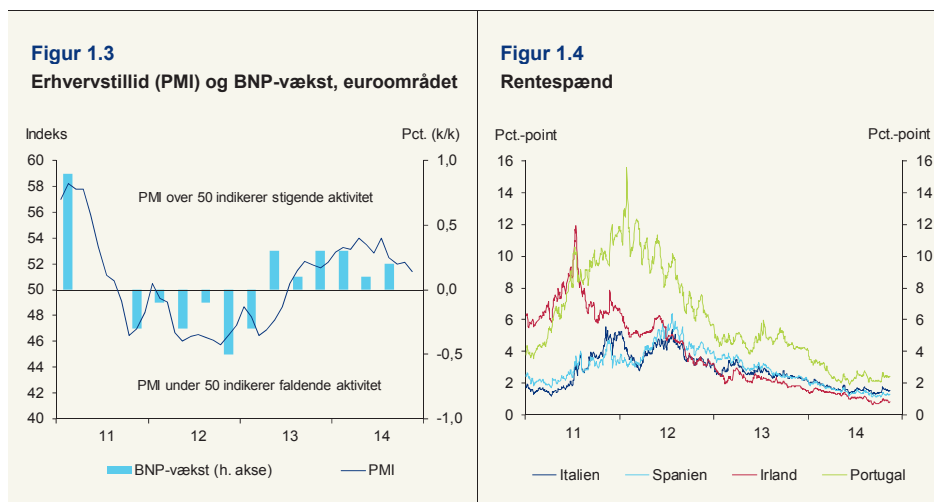 Figur 1.3
Erhvervstillid (PMI) og BNP-vækst, euroområdet
Indeks Pct. (k/k)
60 1,0
58
56
PMI over 50 indikerer stigende aktivitet
54 0,5
52
50 0,0
48
46
44 -0,5
PMI under 50 indikerer faldende aktivitet
42
40 -1,0
11 12 13 14
BNP-vækst (h. akse) PMI
Figur 1.4
Rentespænd
Pct.-point Pct.-point
16 16
14 14
12 12
10 10
8 8
6 6
4 4
2 2
0 0
11 12 13 14
Italien Spanien Irland Portugal